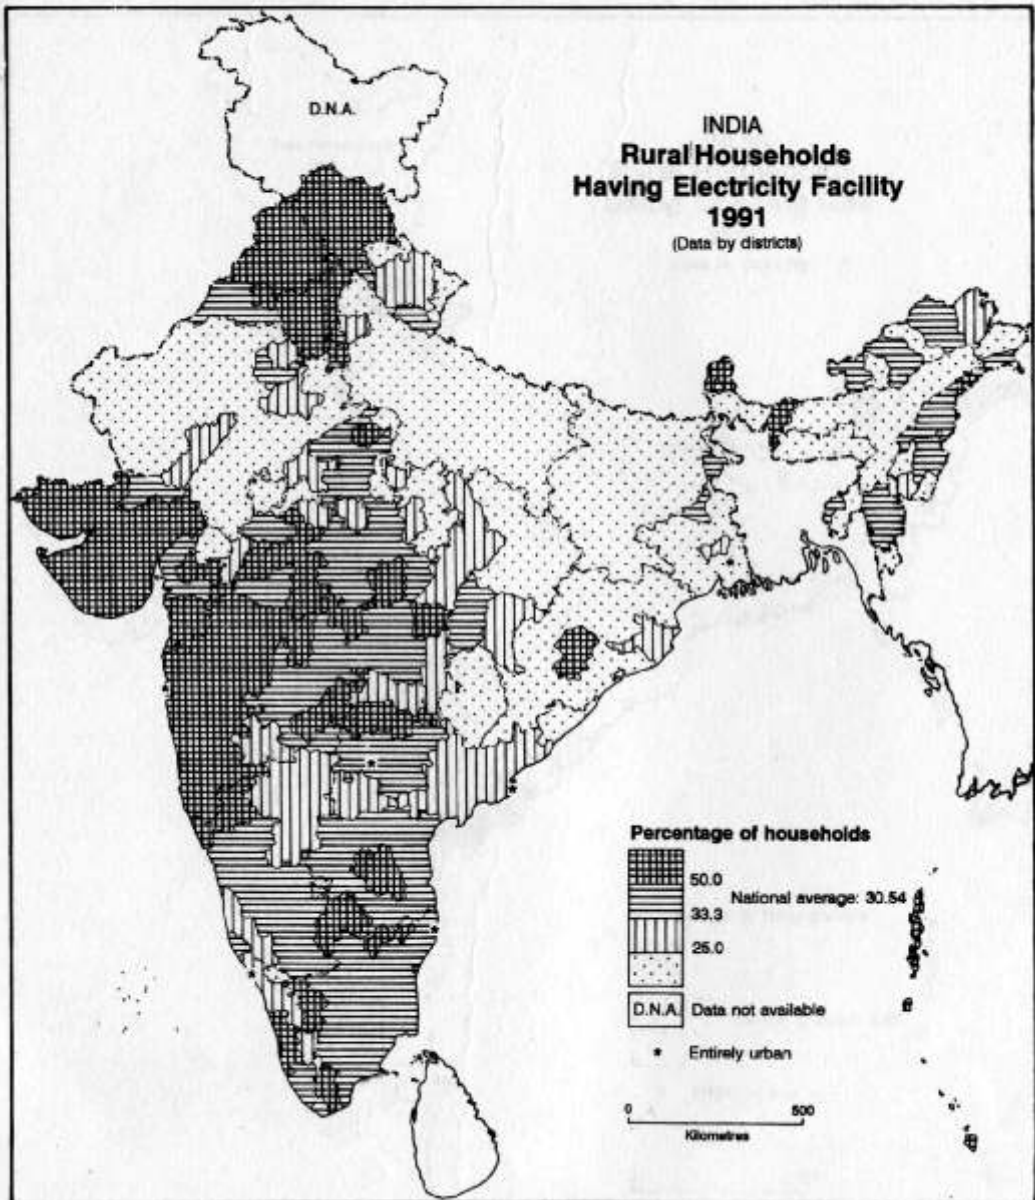 D.N.A.
INDIA
Rural Households
Having Electricity Facility
1991
(Data by districts)
Percentage of households
50.0
National average: 30.54
33.3
25.0
D.N.A. Data not available
* Entirely urban
0 500
Kilometres